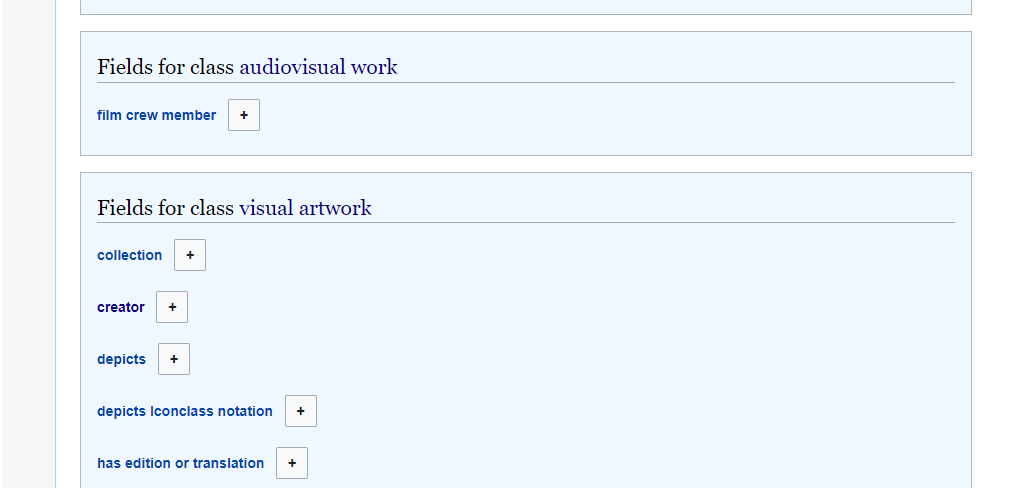 Fields for class audiovisual work
film crew member +
Fields for class visual artwork
collection +
creator +
depicts +
depicts Iconclass notation +
has edition or translation +